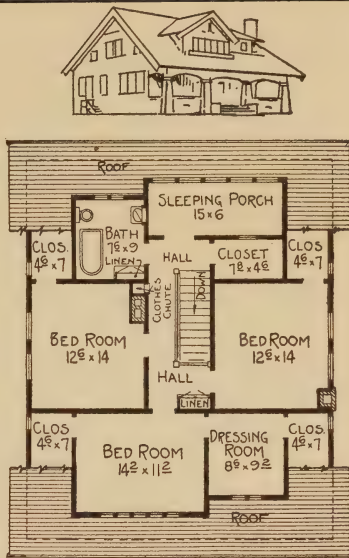 ROOF
SLEEPING PORCH
15 x 6
BATH
7⁶ x 9
LINEN
CLOS.
4⁶ x 7
HALL
CLOSET
7⁸ x 4⁶
CLOS
4⁶ x 7
CLOTHES CHUTE
DOWN
BED ROOM
12⁶ x 14
BED ROOM
12⁶ x 14
HALL
LINEN
CLOS
4⁶ x 7
BED ROOM
14² x 11²
DRESSING
ROOM
8⁶ x 9²
CLOS.
4⁶ x 7
ROOF